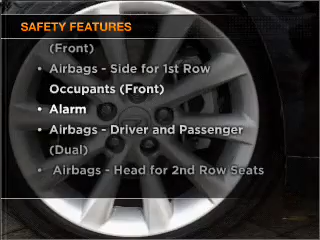 SAFETY FEATURES
(Front)
• Airbags - Side for 1st Row
Occupants (Front)
• Alarm
• Airbags - Driver and Passenger
(Dual)
• Airbags - Head for 2nd Row Seats